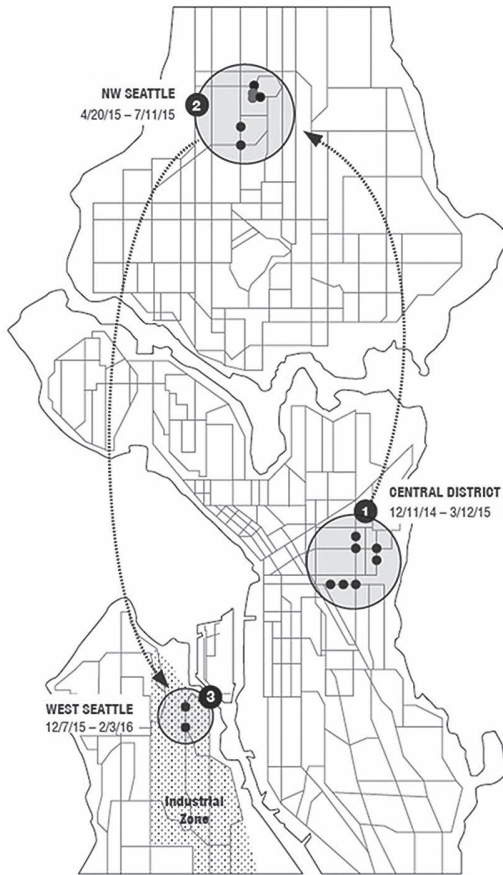 NW SEATTLE
4/20/15 – 7/11/15
2
CENTRAL DISTRICT
12/11/14 – 3/12/15
1
WEST SEATTLE
12/7/15 – 2/3/16
3
Industrial
Zone